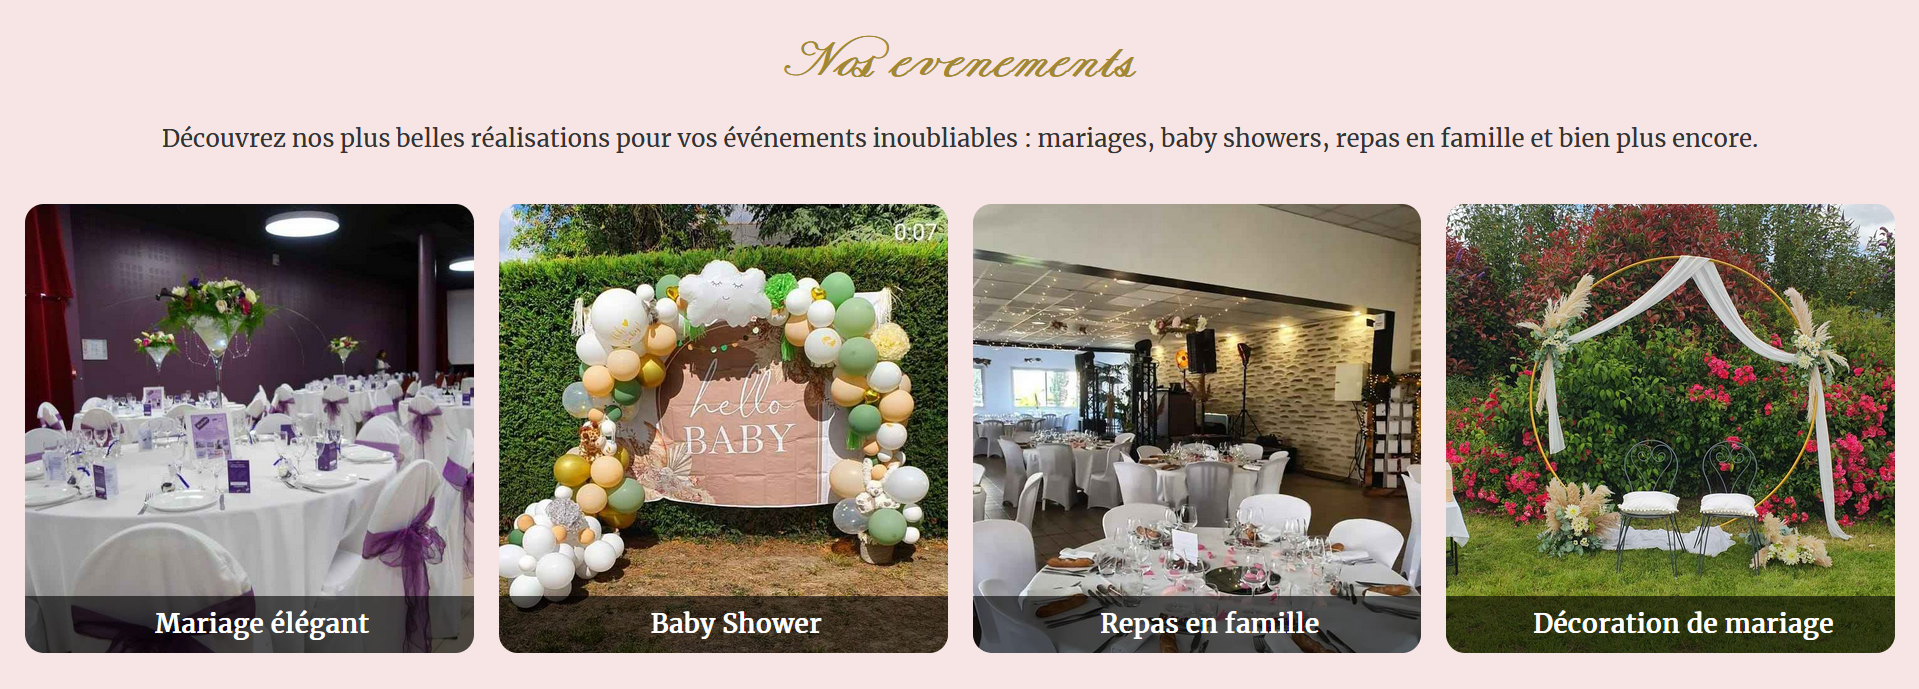 Nos evenements
Découvrez nos plus belles réalisations pour vos événements inoubliables : mariages, baby showers, repas en famille et bien plus encore.
0:07
hello
BABY
Mariage élégant
Baby Shower
Repas en famille
Décoration de mariage